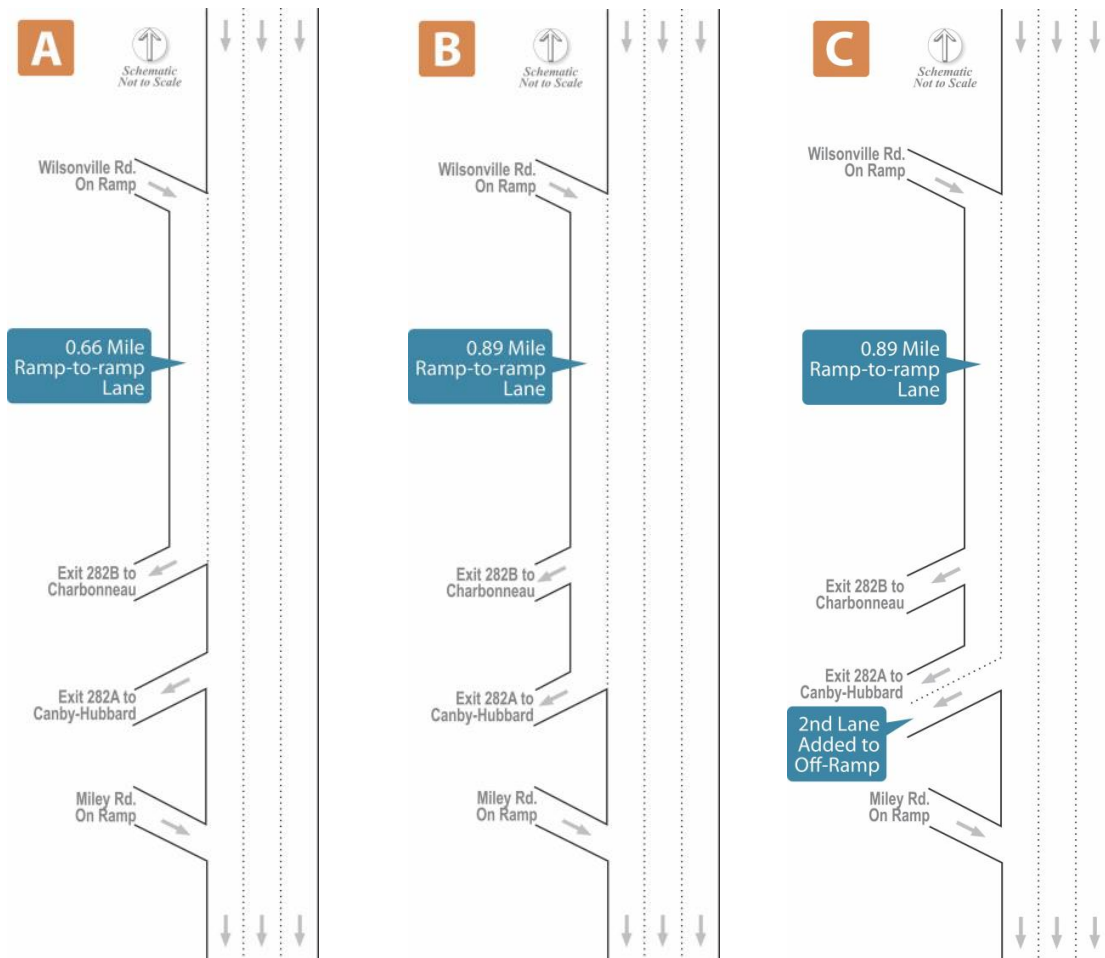 A
Schematic
Not to Scale
Wilsonville Rd.
On Ramp
0.66 Mile
Ramp-to-ramp
Lane
Exit 282B to
Charbonneau
Exit 282A to
Canby-Hubbard
Miley Rd.
On Ramp
B
Schematic
Not to Scale
Wilsonville Rd.
On Ramp
0.89 Mile
Ramp-to-ramp
Lane
Exit 282B to
Charbonneau
Exit 282A to
Canby-Hubbard
Miley Rd.
On Ramp
C
Schematic
Not to Scale
Wilsonville Rd.
On Ramp
0.89 Mile
Ramp-to-ramp
Lane
Exit 282B to
Charbonneau
Exit 282A to
Canby-Hubbard
2nd Lane
Added to
Off-Ramp
Miley Rd.
On Ramp